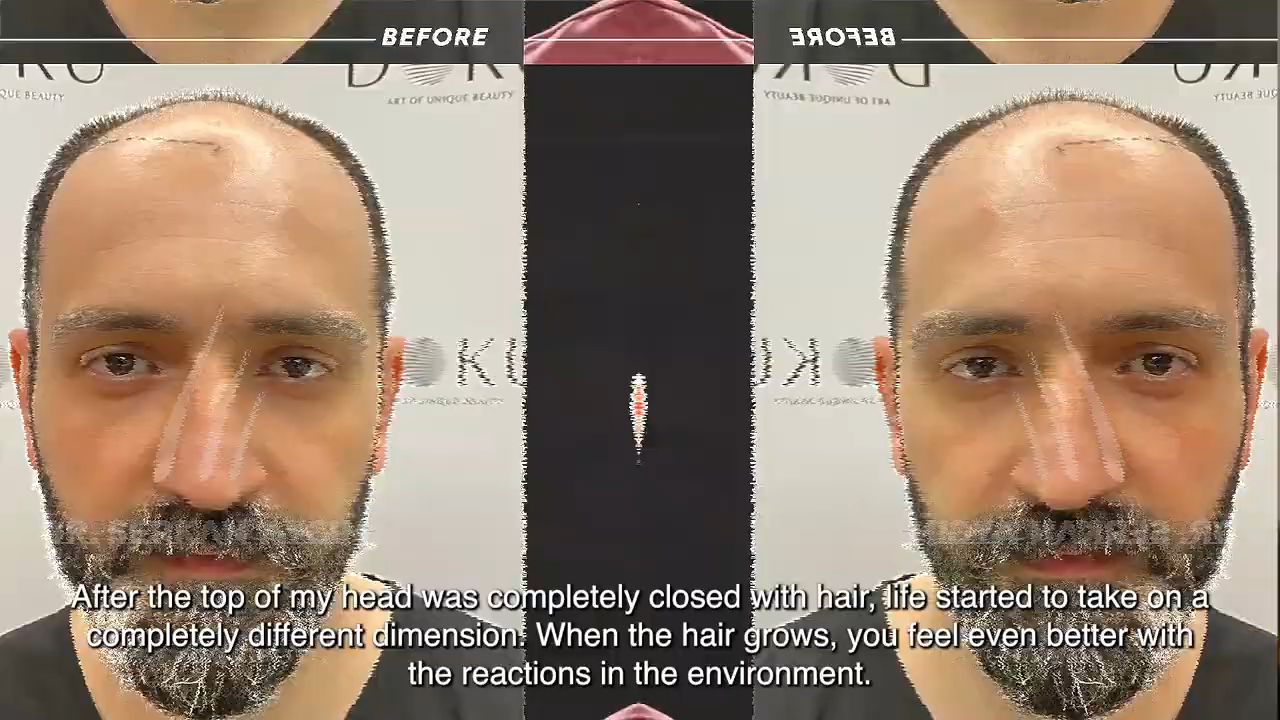 BEFORE
BEFORE
DOKU
ART OF UNIQUE BEAUTY
KU
After the top of my head was completely closed with hair, life started to take on a
completely different dimension. When the hair grows, you feel even better with
the reactions in the environment.